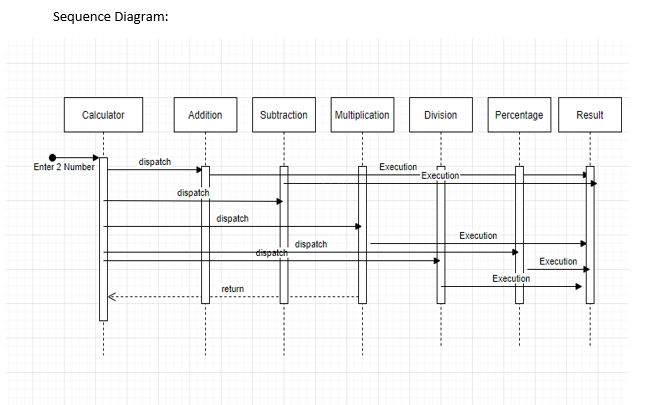 Sequence Diagram:
Calculator
Addition
Subtraction
Multiplication
Division
Percentage
Result
Enter 2 Number
dispatch
Execution
Execution
dispatch
dispatch
Execution
dispatch
dispatch
Execution
Execution
return